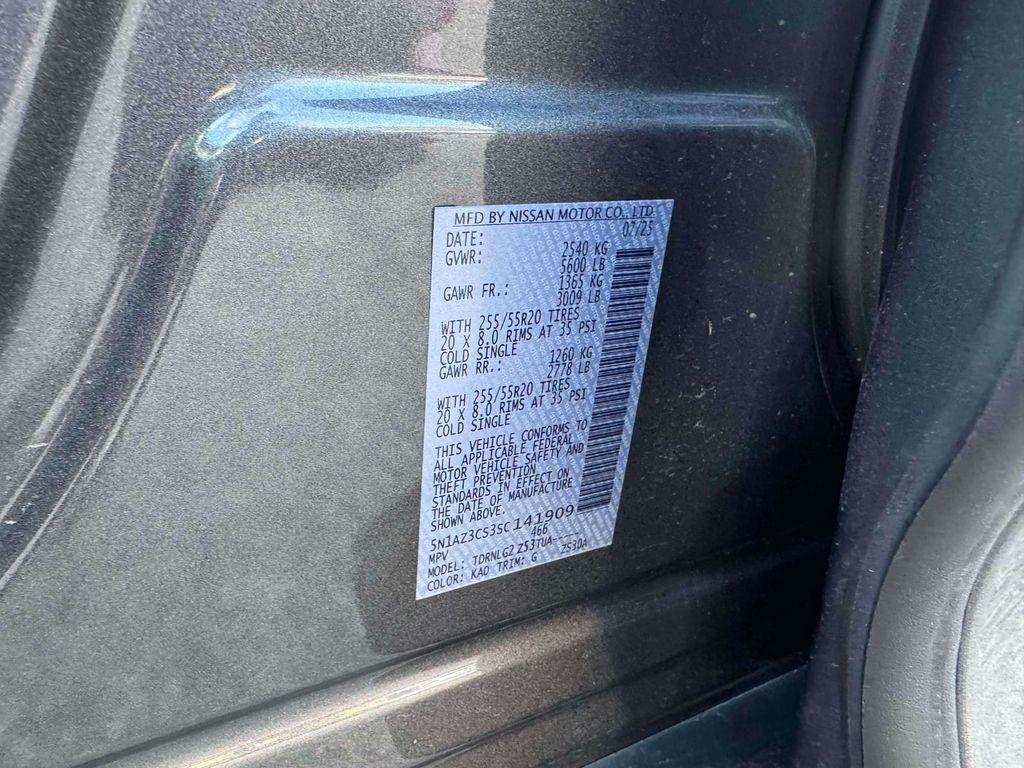 MFD BY NISSAN MOTOR CO., LTD.
DATE: 02/25
GVWR: 2540 KG
5600 LB
GAWR FR.: 1365 KG
3009 LB
WITH 255/55R20 TIRES
20 X 8.0 RIMS AT 35 PSI
COLD SINGLE
GAWR RR.: 1260 KG
2778 LB
WITH 255/55R20 TIRES
20 X 8.0 RIMS AT 35 PSI
COLD SINGLE
THIS VEHICLE CONFORMS TO
ALL APPLICABLE FEDERAL
MOTOR VEHICLE SAFETY AND
THEFT PREVENTION
STANDARDS IN EFFECT ON
THE DATE OF MANUFACTURE
SHOWN ABOVE.
5N1AZ3CS3SC141909
MPV 466
MODEL: TDRNLG2 Z53TUA----
COLOR: KAD TRIM: G ZS3DA